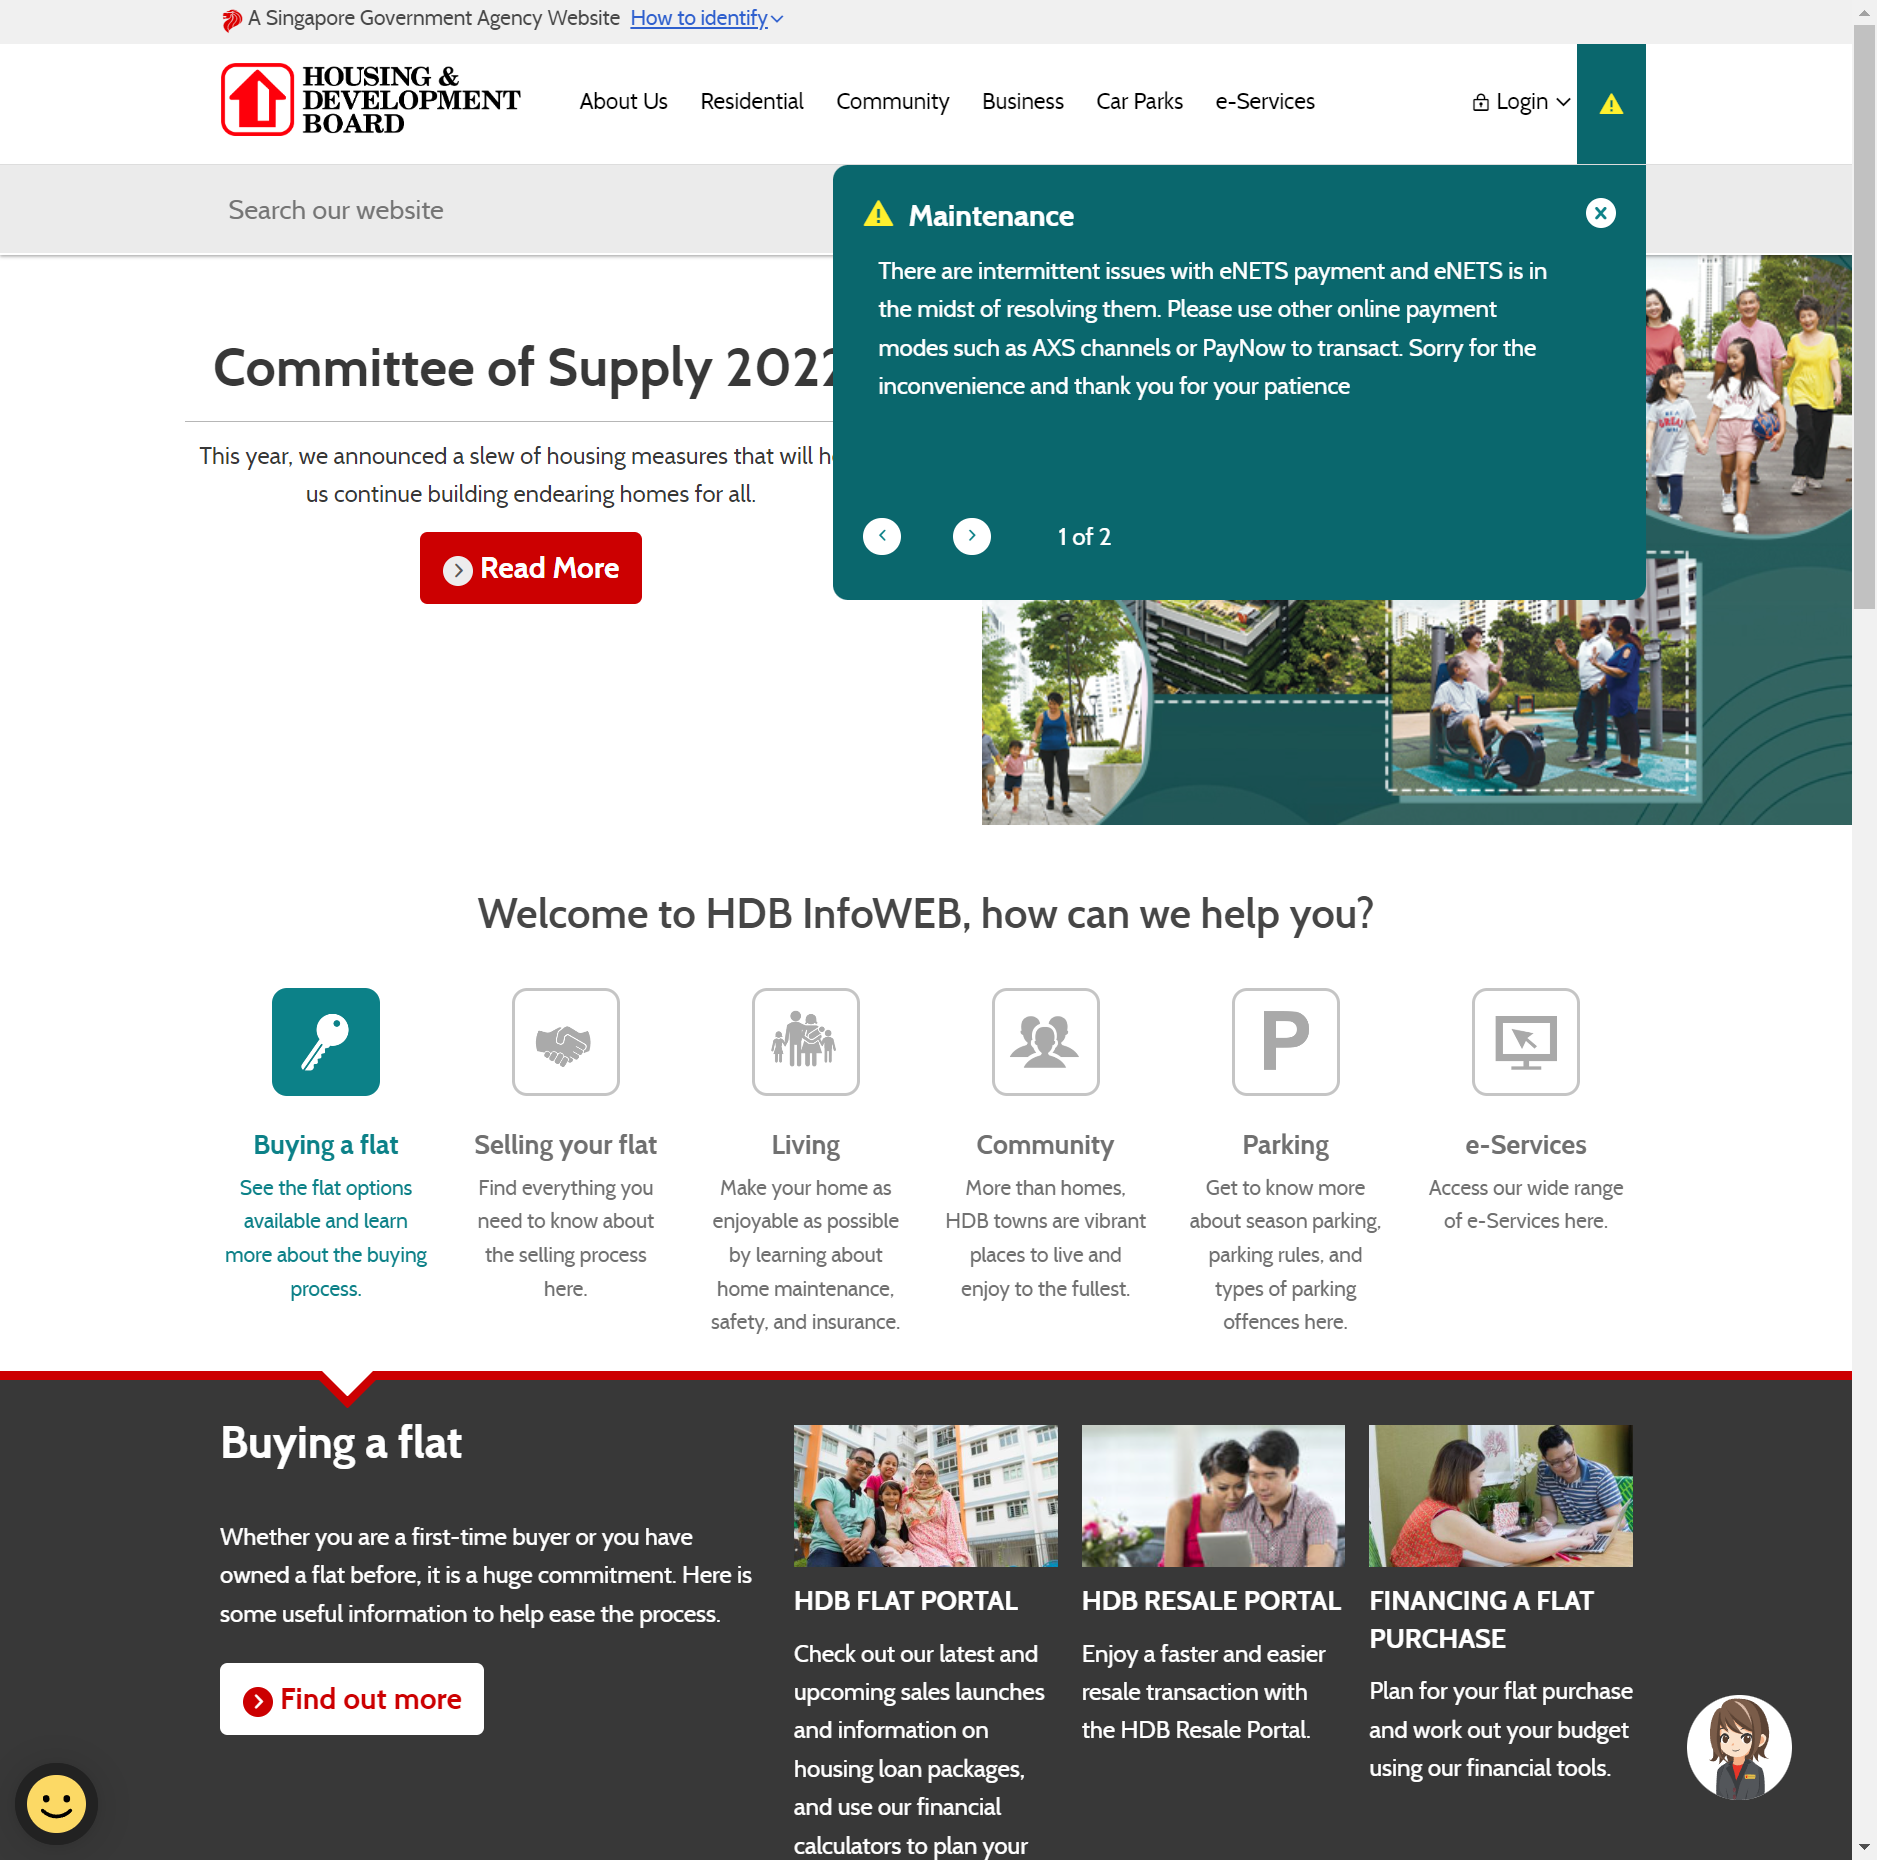 A Singapore Government Agency Website How to identify
HOUSING &
DEVELOPMENT
BOARD
About Us Residential Community Business Car Parks e-Services
Login
Search our website
Maintenance
There are intermittent issues with eNETS payment and eNETS is in
the midst of resolving them. Please use other online payment
modes such as AXS channels or PayNow to transact. Sorry for the
inconvenience and thank you for your patience
1 of 2
Committee of Supply 2022
This year, we announced a slew of housing measures that will
us continue building endearing homes for all.
Read More
Welcome to HDB InfoWEB, how can we help you?
P
Buying a flat
See the flat options
available and learn
more about the buying
process.
Selling your flat
Find everything you
need to know about
the selling process
here.
Living
Make your home as
enjoyable as possible
by learning about
home maintenance,
safety, and insurance.
Community
More than homes,
HDB towns are vibrant
places to live and
enjoy to the fullest.
Parking
Get to know more
about season parking,
parking rules, and
types of parking
offences here.
e-Services
Access our wide range
of e-Services here.
Buying a flat
Whether you are a first-time buyer or you have
owned a flat before, it is a huge commitment. Here is
some useful information to help ease the process.
Find out more
HDB FLAT PORTAL
Check out our latest and
upcoming sales launches
and information on
housing loan packages,
and use our financial
calculators to plan your
HDB RESALE PORTAL
Enjoy a faster and easier
resale transaction with
the HDB Resale Portal.
FINANCING A FLAT
PURCHASE
Plan for your flat purchase
and work out your budget
using our financial tools.